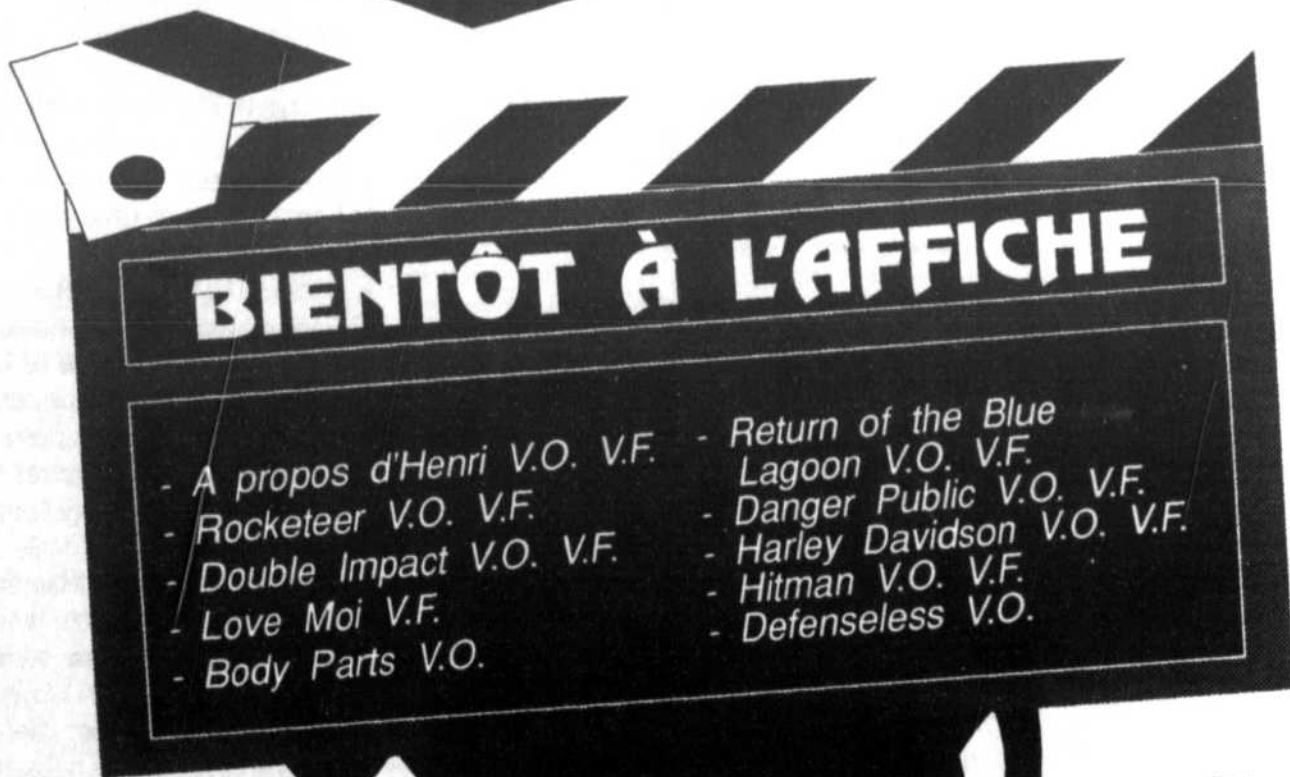 BIENTÔT À L'AFFICHE
- A propos d'Henri V.O. V.F.
- Rocketeer V.O. V.F.
- Double Impact V.O. V.F.
- Love Moi V.F.
- Body Parts V.O.
- Return of the Blue
Lagoon V.O. V.F.
- Danger Public V.O. V.F.
- Harley Davidson V.O. V.F.
- Hitman V.O. V.F.
- Defenseless V.O.